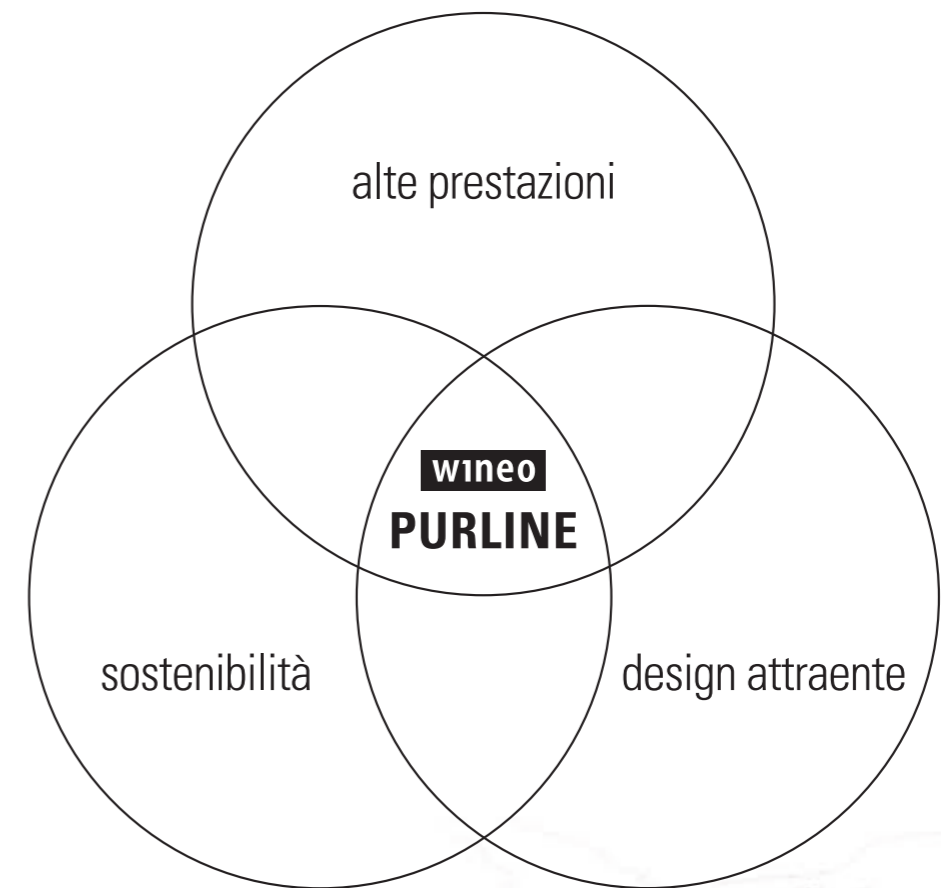 alte prestazioni
wineo
PURLINE
sostenibilità
design attraente